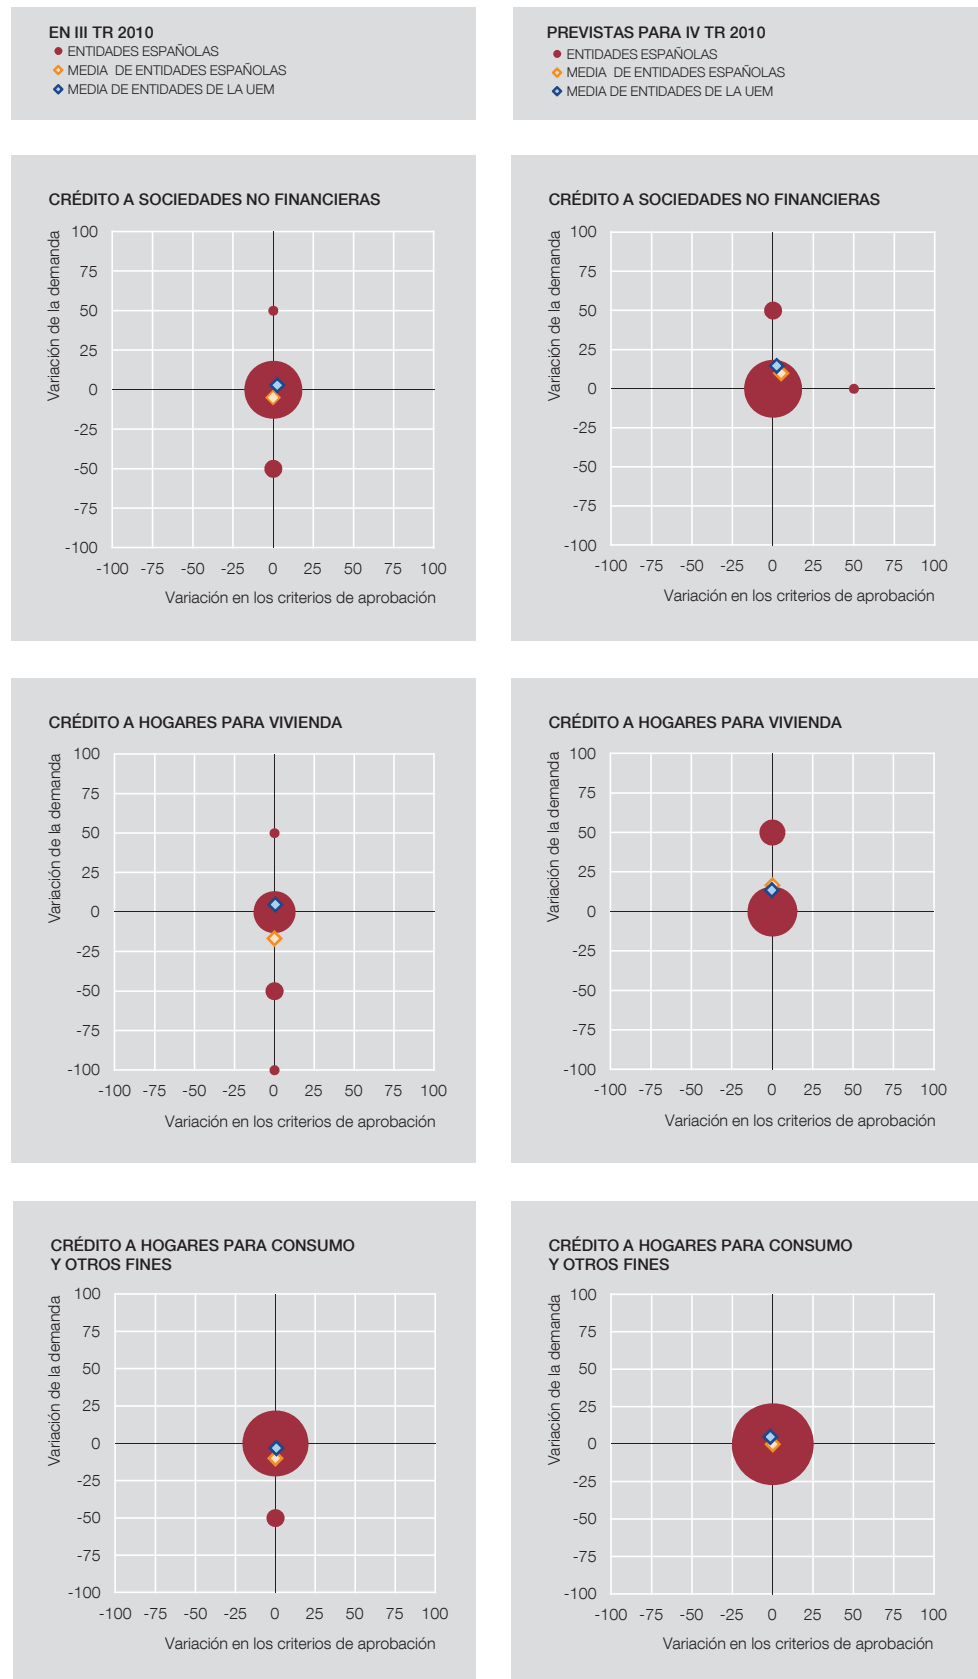 EN III TR 2010
ENTIDADES ESPAÑOLAS
MEDIA DE ENTIDADES ESPAÑOLAS
MEDIA DE ENTIDADES DE LA UEM
PREVISTAS PARA IV TR 2010
ENTIDADES ESPAÑOLAS
MEDIA DE ENTIDADES ESPAÑOLAS
MEDIA DE ENTIDADES DE LA UEM
CRÉDITO A SOCIEDADES NO FINANCIERAS
Variación de la demanda
100
75
50
25
0
-25
-50
-75
-100
-100 -75 -50 -25 0 25 50 75 100
Variación en los criterios de aprobación
CRÉDITO A SOCIEDADES NO FINANCIERAS
Variación de la demanda
100
75
50
25
0
-25
-50
-75
-100
-100 -75 -50 -25 0 25 50 75 100
Variación en los criterios de aprobación
CRÉDITO A HOGARES PARA VIVIENDA
Variación de la demanda
100
75
50
25
0
-25
-50
-75
-100
-100 -75 -50 -25 0 25 50 75 100
Variación en los criterios de aprobación
CRÉDITO A HOGARES PARA VIVIENDA
Variación de la demanda
100
75
50
25
0
-25
-50
-75
-100
-100 -75 -50 -25 0 25 50 75 100
Variación en los criterios de aprobación
CRÉDITO A HOGARES PARA CONSUMO
Y OTROS FINES
Variación de la demanda
100
75
50
25
0
-25
-50
-75
-100
-100 -75 -50 -25 0 25 50 75 100
Variación en los criterios de aprobación
CRÉDITO A HOGARES PARA CONSUMO
Y OTROS FINES
Variación de la demanda
100
75
50
25
0
-25
-50
-75
-100
-100 -75 -50 -25 0 25 50 75 100
Variación en los criterios de aprobación